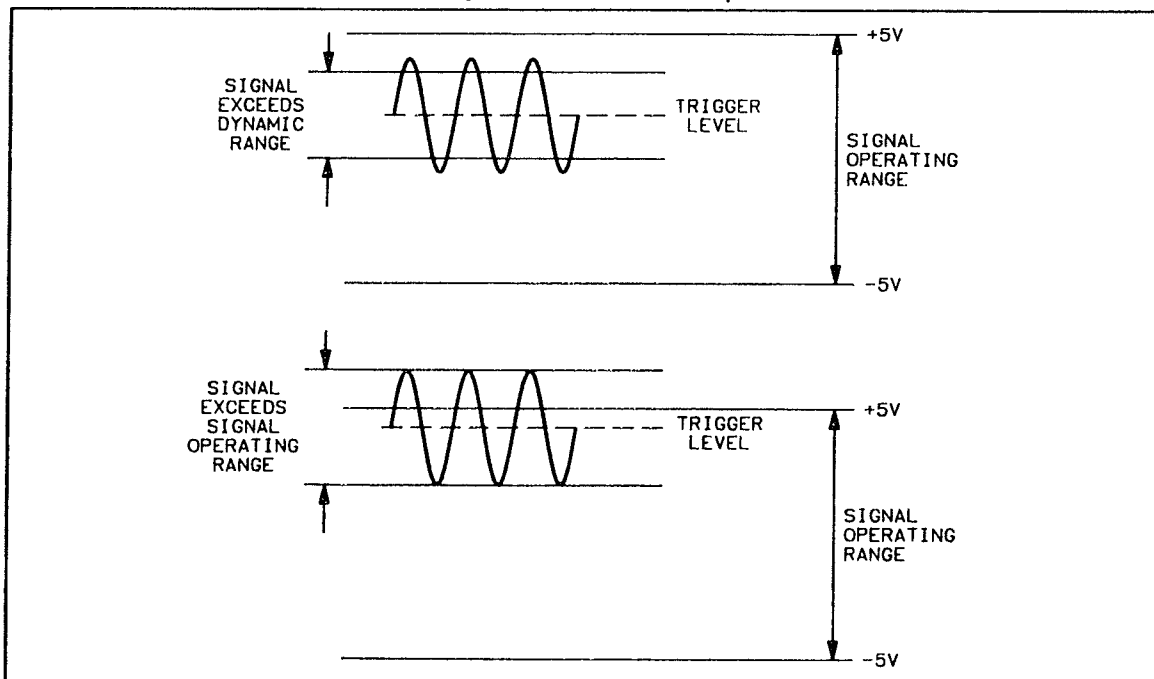 +5V
SIGNAL
EXCEEDS
DYNAMIC
RANGE
TRIGGER
LEVEL
SIGNAL
OPERATING
RANGE
-5V
SIGNAL
EXCEEDS
SIGNAL
OPERATING
RANGE
+5V
TRIGGER
LEVEL
SIGNAL
OPERATING
RANGE
-5V